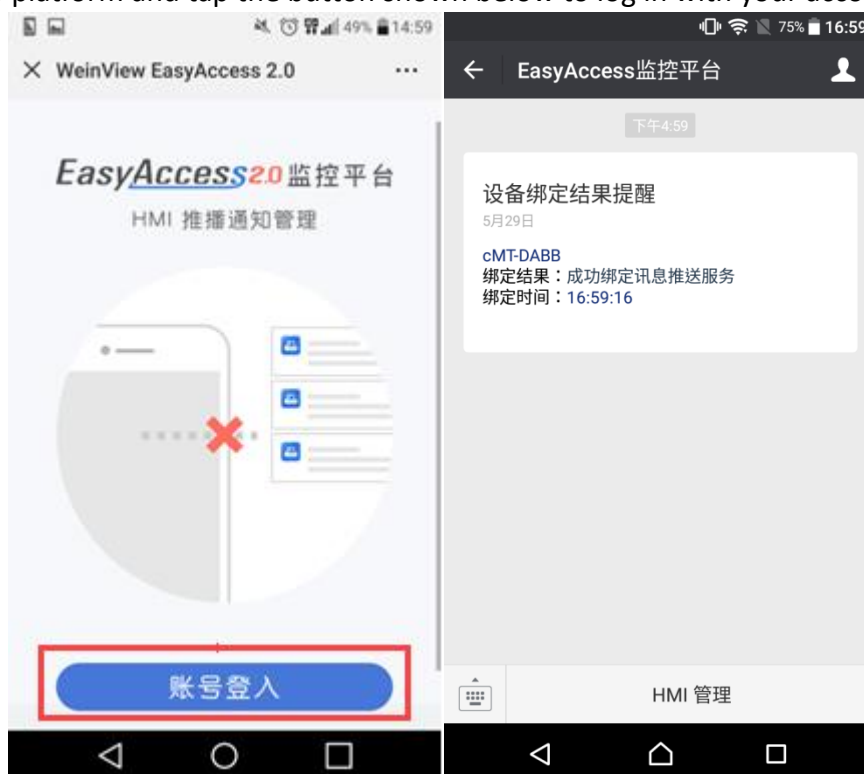 platform and tap the button shown below to log in with your
49% 14:59
WeinView EasyAccess 2.0
EasyAccess2.0监控平台
HMI 推播通知管理
账号登入
75% 16:59
EasyAccess监控平台
下午4:59
设备绑定结果提醒
5月29日
cMT-DABB
绑定结果：成功绑定讯息推送服务
绑定时间：16:59:16
HMI 管理